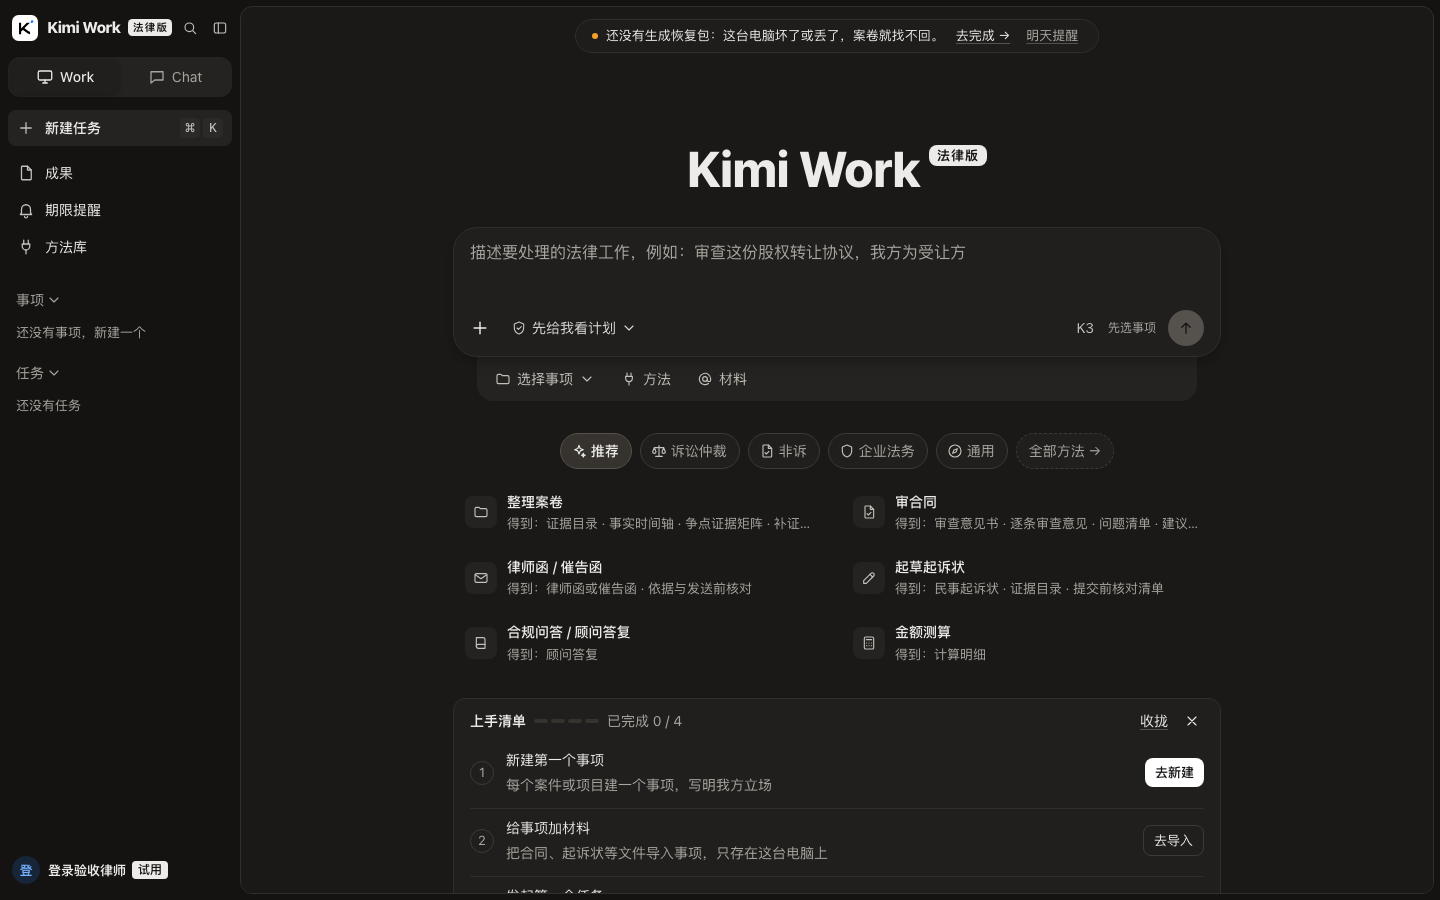 Kimi Work 法律版
Work
Chat
新建任务 ⌘ K
成果
期限提醒
方法库
事项
还没有事项，新建一个
任务
还没有任务
登 登录验收律师 试用
还没有生成恢复包：这台电脑坏了或丢了，案卷就找不回。 去完成 → 明天提醒
Kimi Work 法律版
描述要处理的法律工作，例如：审查这份股权转让协议，我方为受让方
先给我看计划
K3 先选事项
选择事项 方法 材料
推荐 诉讼仲裁 非诉 企业法务 通用 全部方法 →
整理案卷
得到：证据目录 · 事实时间轴 · 争点证据矩阵 · 补证...
审合同
得到：审查意见书 · 逐条审查意见 · 问题清单 · 建议...
律师函 / 催告函
得到：律师函或催告函 · 依据与发送前核对
起草起诉状
得到：民事起诉状 · 证据目录 · 提交前核对清单
合规问答 / 顾问答复
得到：顾问答复
金额测算
得到：计算明细
上手清单 已完成 0 / 4 收拢
1 新建第一个事项
每个案件或项目建一个事项，写明我方立场
去新建
2 给事项加材料
把合同、起诉状等文件导入事项，只存在这台电脑上
去导入